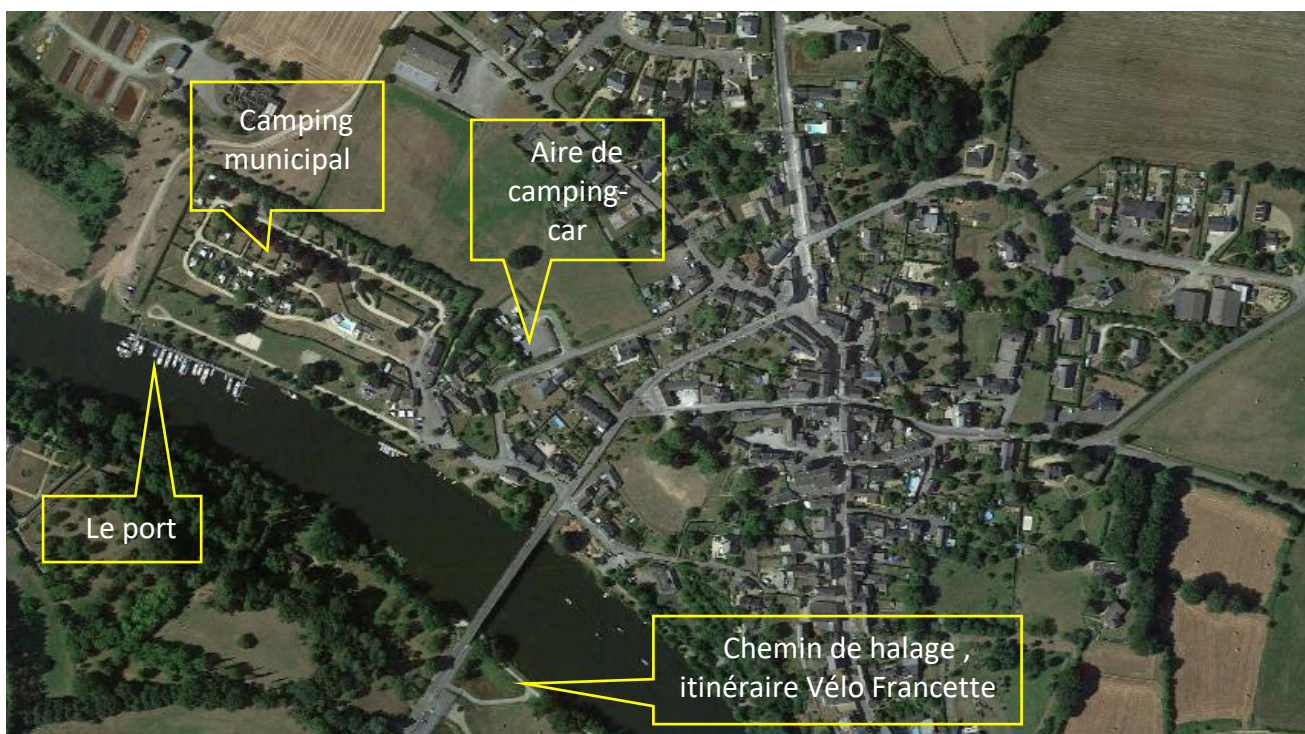 Camping
municipal
Aire de
camping-
car
Le port
Chemin de halage ,
itinéraire Vélo Francette